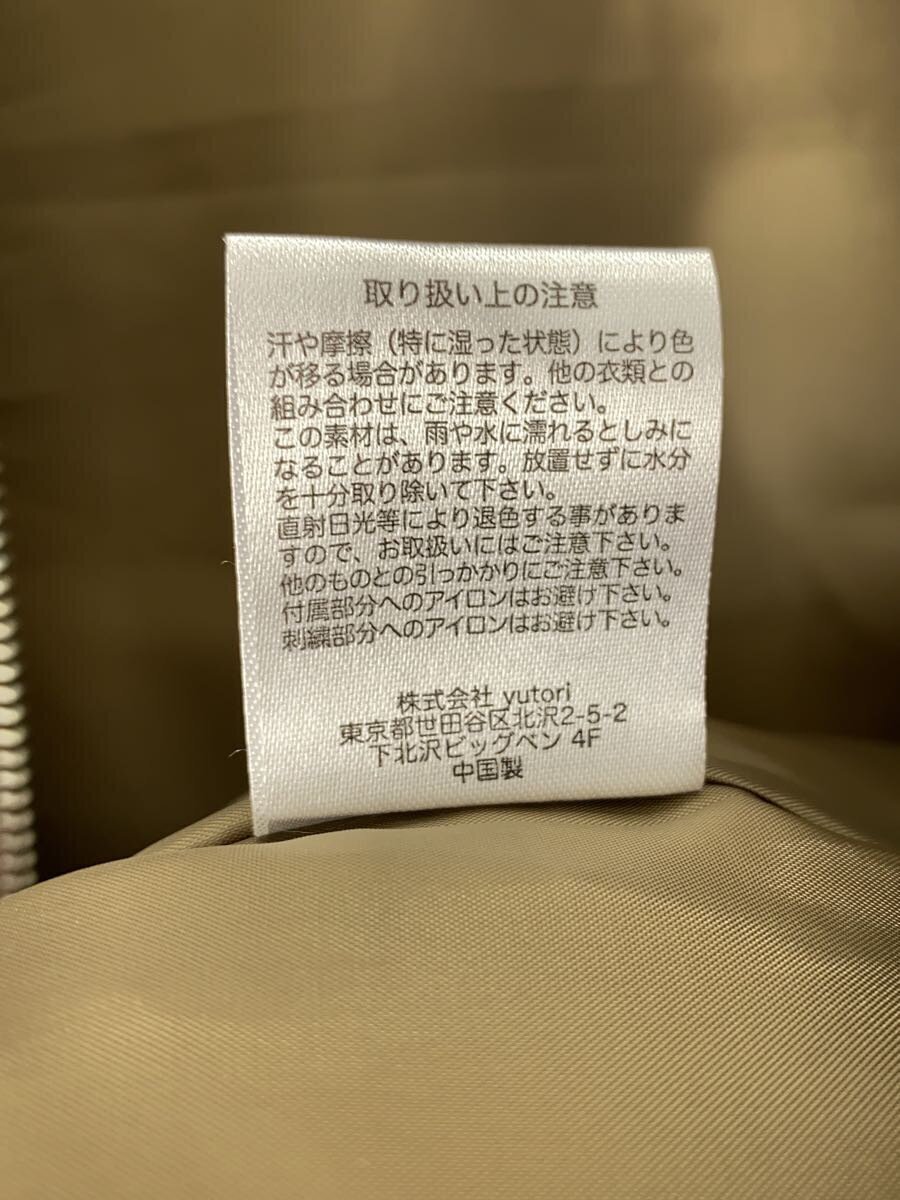 取り扱い上の注意
汗や摩擦（特に湿った状態）により色
が移る場合があります。他の衣類との
組み合わせにご注意ください。
この素材は、雨や水に濡れるとしみに
なることがあります。放置せずに水分
を十分取り除いて下さい。
直射日光等により退色する事がありま
すので、お取扱いにはご注意下さい。
他のものとの引っかかりにご注意下さい。
付属部分へのアイロンはお避け下さい。
刺繍部分へのアイロンはお避け下さい。
株式会社 yutori
東京都世田谷区北沢2-5-2
下北沢ビッグベン 4F
中国製